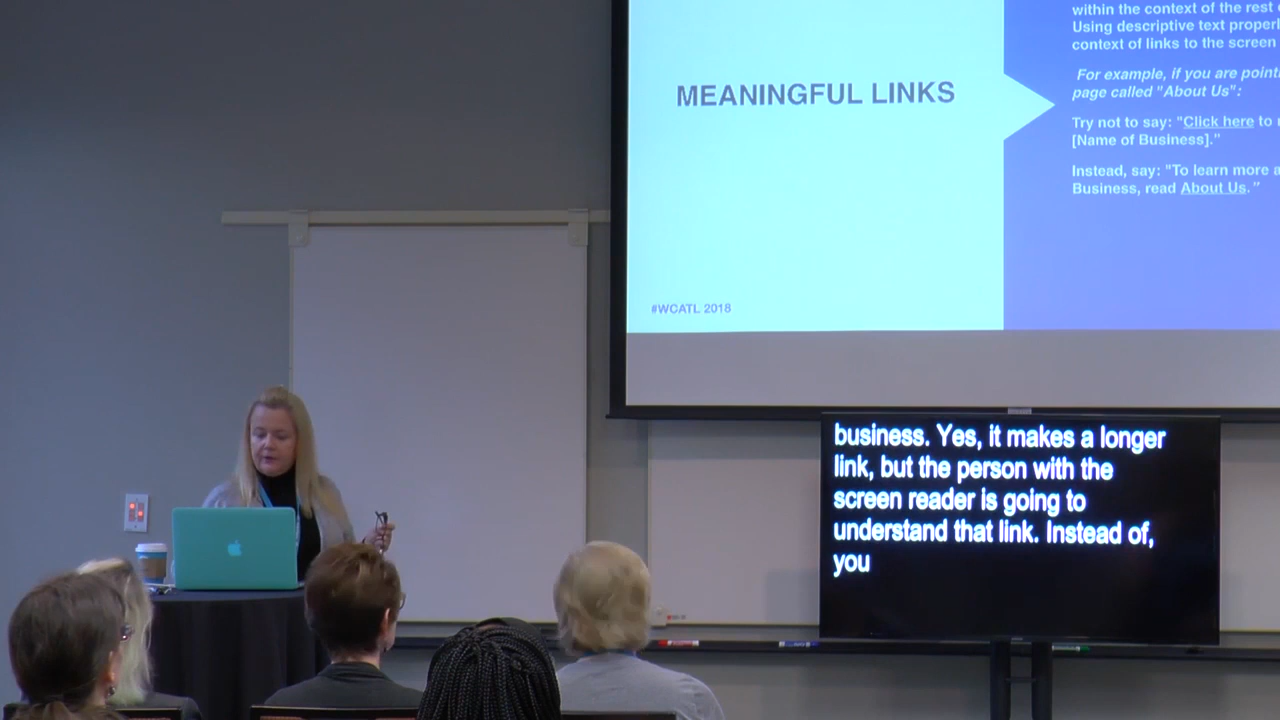 MEANINGFUL LINKS
#WCATL 2018
within the context of the rest
Using descriptive text
context of links to the screen
For example, if you are
page called "About Us":
Try not to say: "Click here to
[Name of Business]."
Instead, say: "To learn more
Business, read About Us."
business. Yes, it makes a longer
link, but the person with the
screen reader is going to
understand that link. Instead of,
you